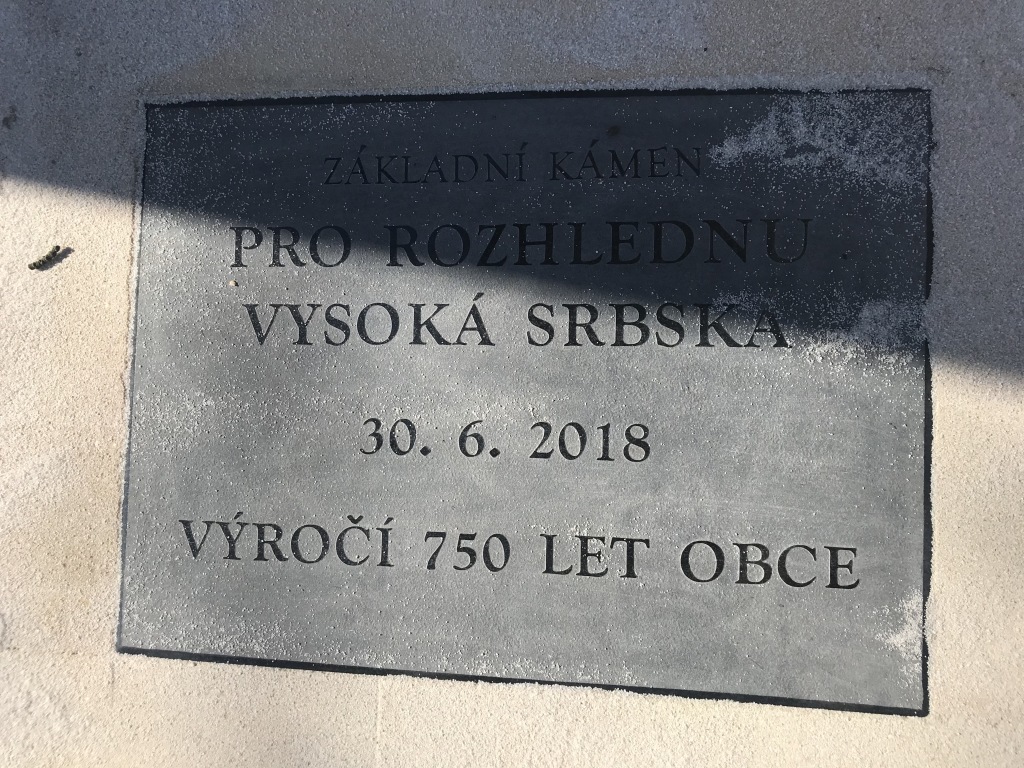 ZÁKLADNÍ KÁMEN
PRO ROZHLEDNU
VYSOKÁ SRBSKA
30. 6. 2018
VÝROČÍ 750 LET OBCE